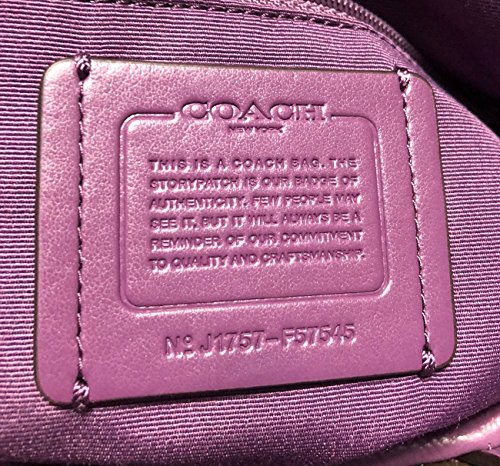 COACH
NEW YORK
THIS IS A COACH BAG. THE
STORYPATCH IS OUR BADGE OF
AUTHENTICITY. FEW PEOPLE MAY
SEE IT, BUT IT WILL ALWAYS BE A
REMINDER OF OUR COMMITMENT
TO QUALITY AND CRAFTSMANSHIP.
Nº J1757-F57545